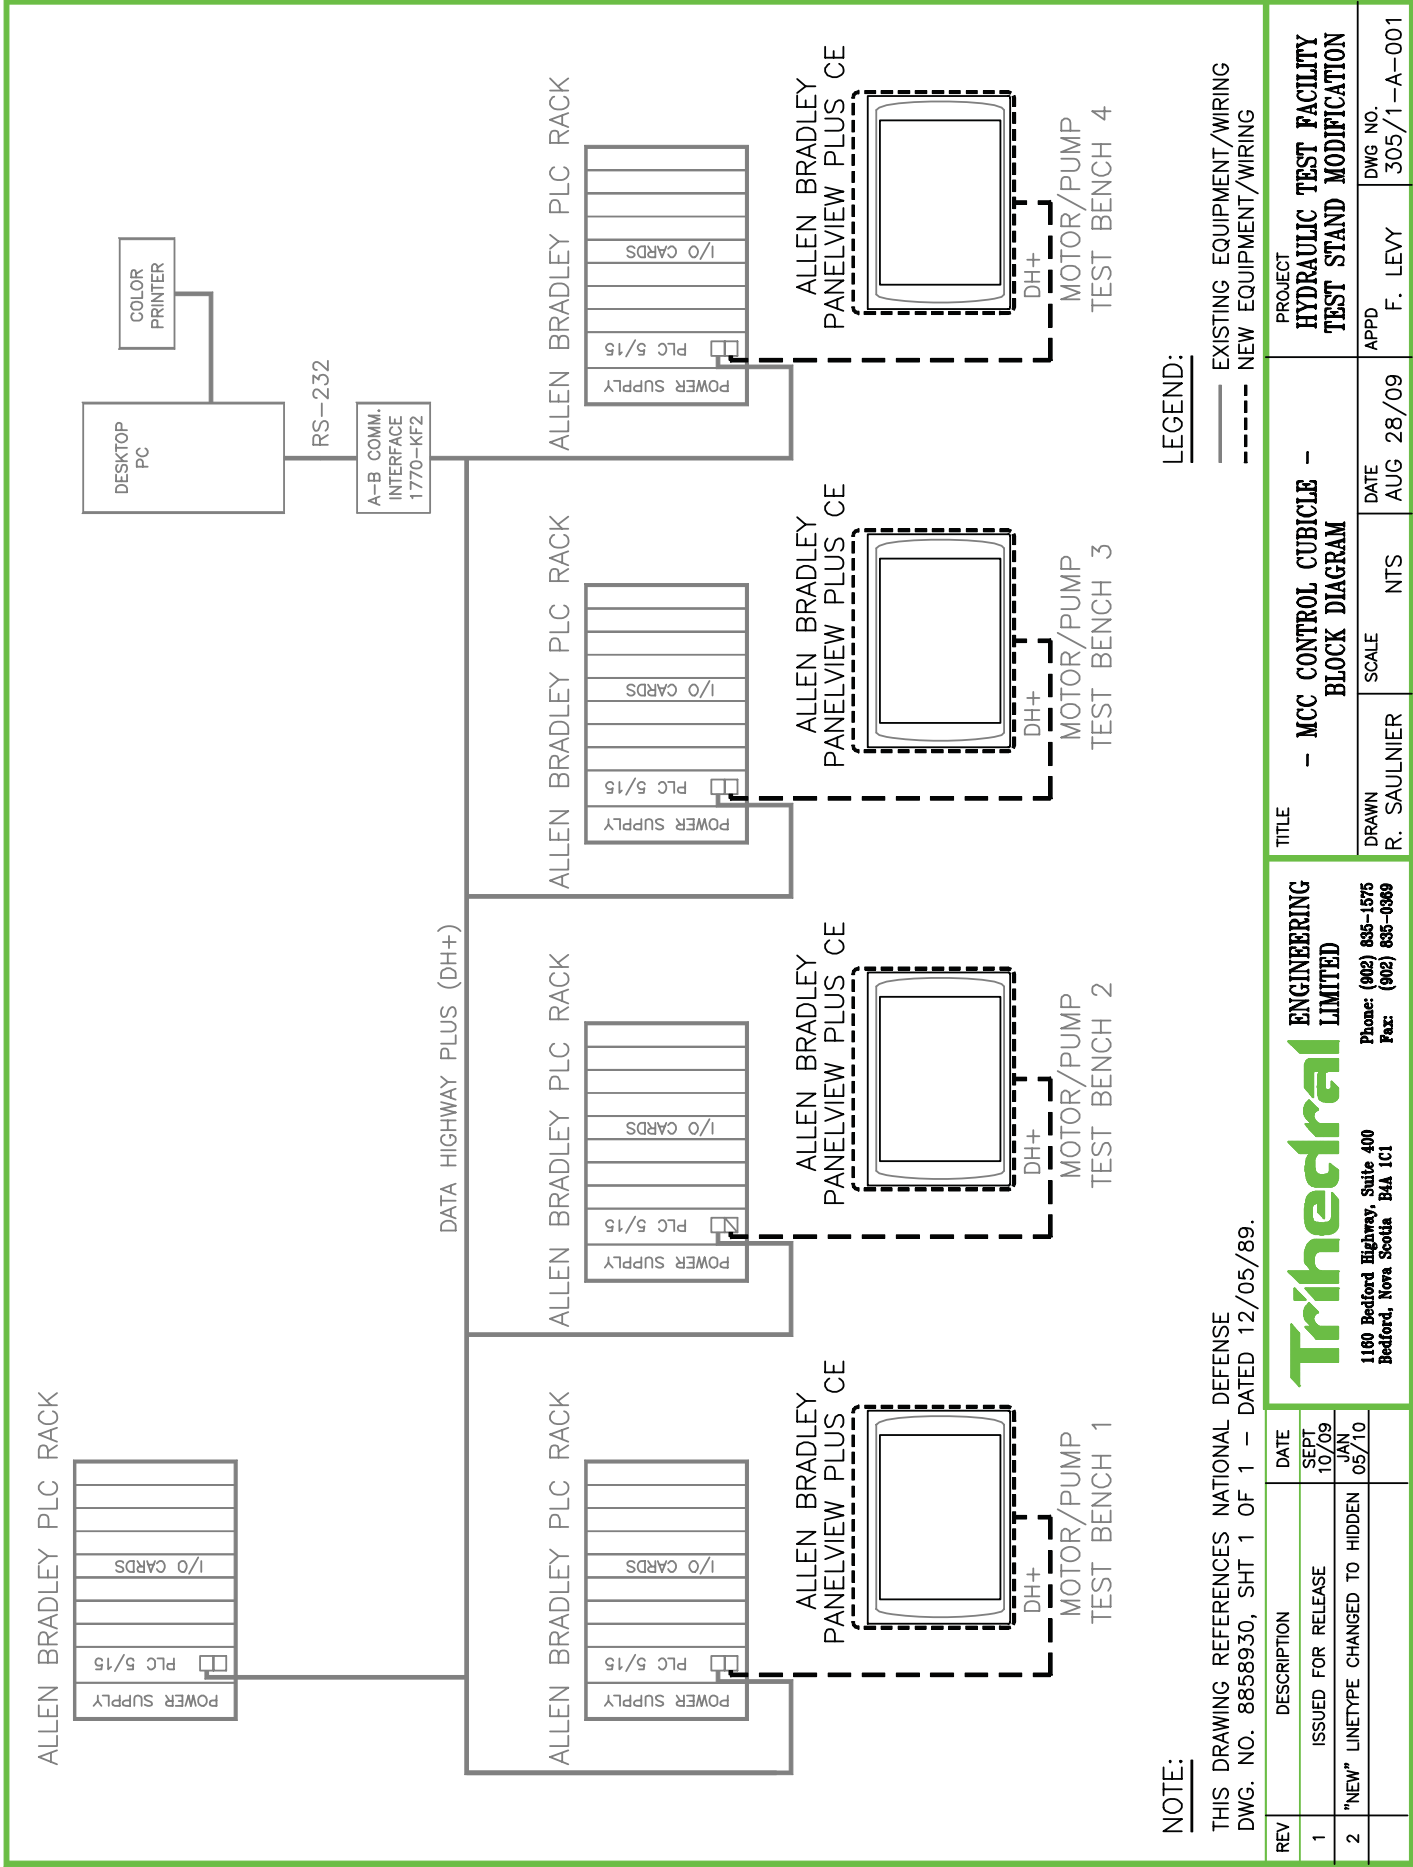 ALLEN BRADLEY PLC RACK
POWER SUPPLY
PLC 5/15
I/O CARDS
DESKTOP
PC
COLOR
PRINTER
RS-232
A-B COMM.
INTERFACE
1770-KF2
DATA HIGHWAY PLUS (DH+)
ALLEN BRADLEY PLC RACK
POWER SUPPLY
PLC 5/15
I/O CARDS
ALLEN BRADLEY
PANELVIEW PLUS CE
DH+
MOTOR/PUMP
TEST BENCH 1
ALLEN BRADLEY PLC RACK
POWER SUPPLY
PLC 5/15
I/O CARDS
ALLEN BRADLEY
PANELVIEW PLUS CE
DH+
MOTOR/PUMP
TEST BENCH 2
ALLEN BRADLEY PLC RACK
POWER SUPPLY
PLC 5/15
I/O CARDS
ALLEN BRADLEY
PANELVIEW PLUS CE
DH+
MOTOR/PUMP
TEST BENCH 3
ALLEN BRADLEY PLC RACK
POWER SUPPLY
PLC 5/15
I/O CARDS
ALLEN BRADLEY
PANELVIEW PLUS CE
DH+
MOTOR/PUMP
TEST BENCH 4
NOTE:
THIS DRAWING REFERENCES NATIONAL DEFENSE
DWG. NO. 8858930, SHT 1 OF 1 - DATED 12/05/89.
LEGEND:
EXISTING EQUIPMENT/WIRING
NEW EQUIPMENT/WIRING
REV DESCRIPTION DATE
1 ISSUED FOR RELEASE SEPT 10/09
2 "NEW" LINETYPE CHANGED TO HIDDEN JAN 05/10
Trihedral
ENGINEERING
LIMITED
1160 Bedford Highway, Suite 400
Bedford, Nova Scotia B4A 1C1
Phone: (902) 835-1575
Fax: (902) 835-0369
TITLE
- MCC CONTROL CUBICLE -
BLOCK DIAGRAM
PROJECT
HYDRAULIC TEST FACILITY
TEST STAND MODIFICATION
DRAWN
R. SAULNIER
SCALE
NTS
DATE
AUG 28/09
APPD
F. LEVY
DWG NO.
305/1-A-001